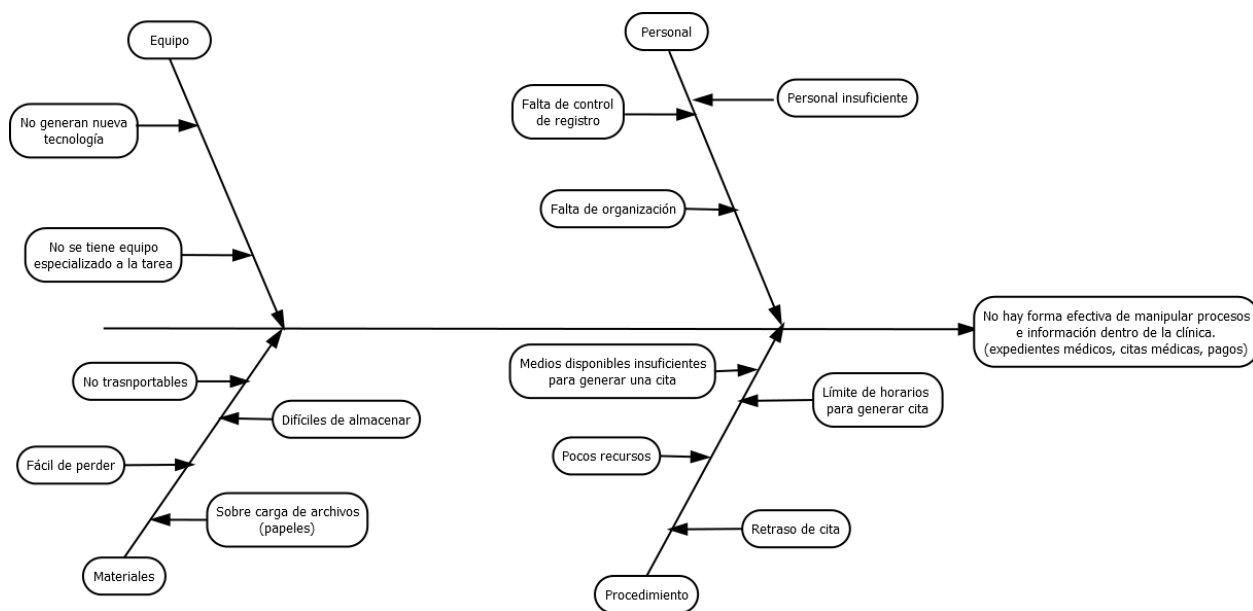 Equipo
Personal
No generan nueva
tecnología
Falta de control
de registro
Personal insuficiente
Falta de organización
No se tiene equipo
especializado a la tarea
No hay forma efectiva de manipular procesos
e información dentro de la clínica.
(expedientes médicos, citas médicas, pagos)
No trasnportables
Difíciles de almacenar
Fácil de perder
Sobre carga de archivos
(papeles)
Materiales
Medios disponibles insuficientes
para generar una cita
Límite de horarios
para generar cita
Pocos recursos
Retraso de cita
Procedimiento